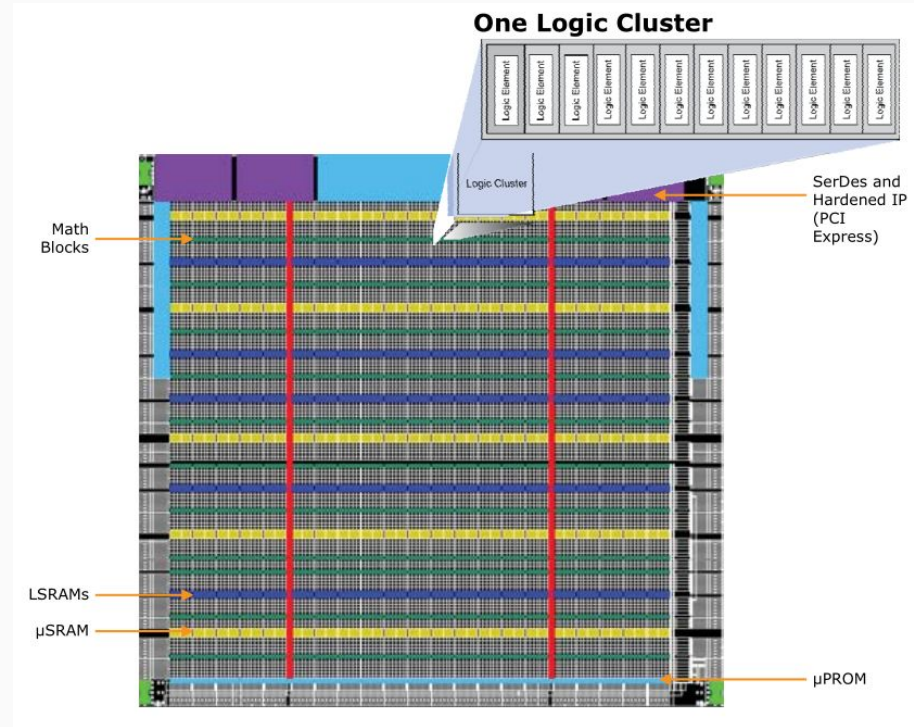 One Logic Cluster
Logic Element
Logic Element
Logic Element
Logic Element
Logic Element
Logic Element
Logic Element
Logic Element
Logic Element
Logic Element
Logic Element
Logic Element
Logic Cluster
SerDes and
Hardened IP
(PCI
Express)
Math
Blocks
LSRAMs
µSRAM
µPROM